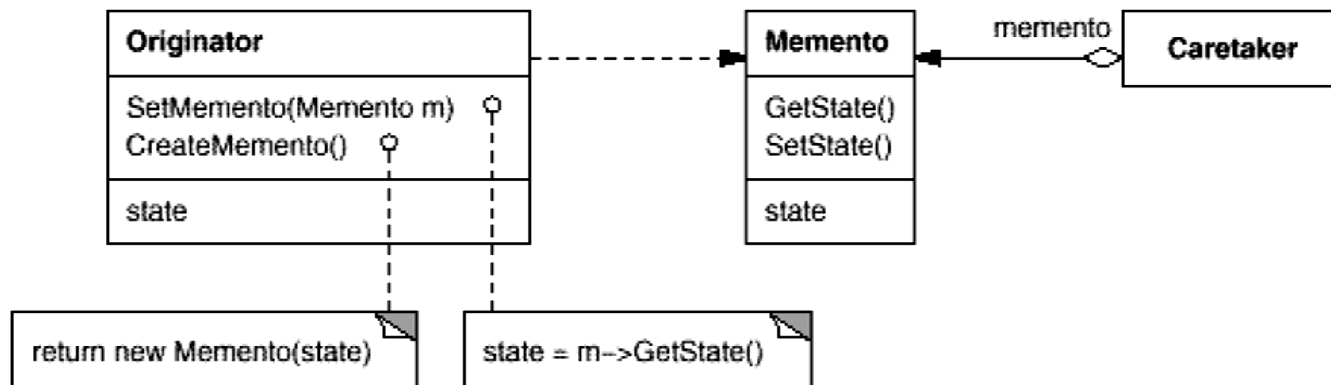 Originator
SetMemento(Memento m)
CreateMemento()
state
Memento
GetState()
SetState()
state
memento
Caretaker
return new Memento(state)
state = m->GetState()